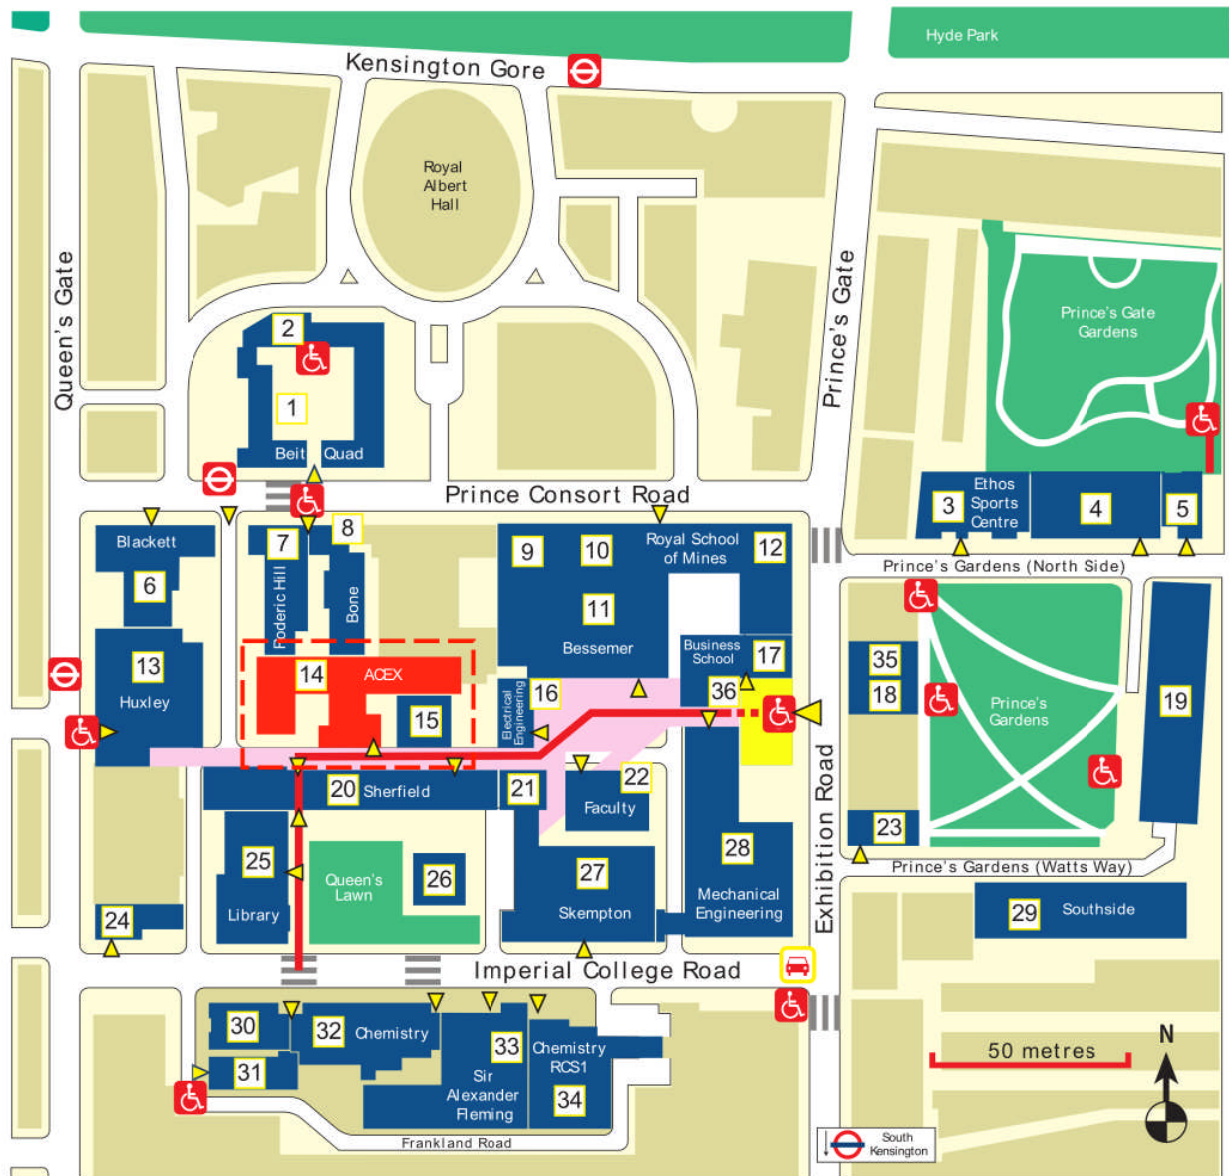 Hyde Park
Kensington Gore
Royal
Albert
Hall
Queen's Gate
Prince's Gate
Prince's Gate
Gardens
2
1
Beit Quad
Prince Consort Road
3
Ethos
Sports
Centre
4
5
Prince's Gardens (North Side)
Blackett
6
7
Roderic Hill
8
Bone
9
10
Royal School
of Mines
12
11
Bessemer
Business
School
17
13
Huxley
14
ACEX
15
16
Electrical
Engineering
36
35
18
Prince's
Gardens
19
20
Sherfield
21
22
Faculty
23
Exhibition Road
Prince's Gardens (Watts Way)
24
25
Library
Queen's
Lawn
26
27
Skempton
28
Mechanical
Engineering
29
Southside
Imperial College Road
30
31
32
Chemistry
33
Sir
Alexander
Fleming
Chemistry
RCS1
34
Frankland Road
50 metres
N
South
Kensington